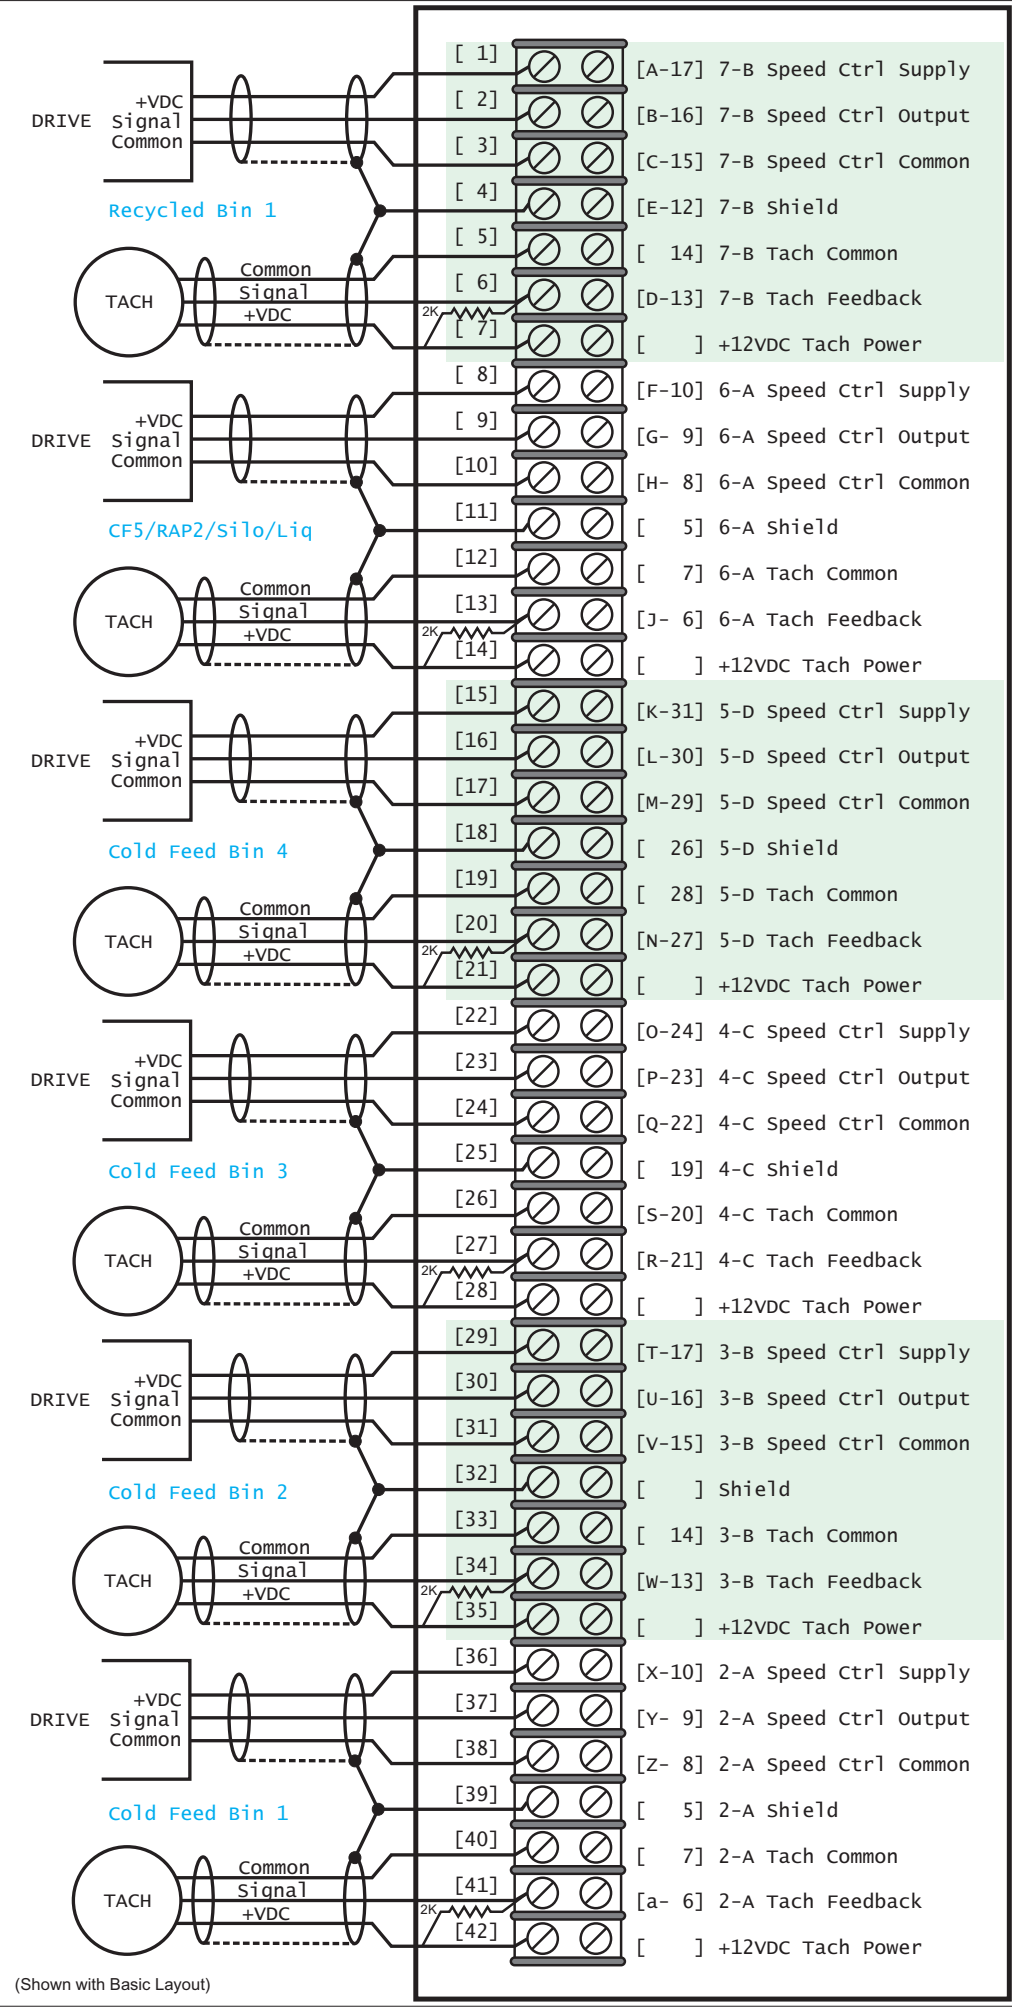 [ 1] [A-17] 7-B Speed Ctrl Supply
+VDC
[ 2] [B-16] 7-B Speed Ctrl Output
DRIVE Signal
Common
[ 3] [C-15] 7-B Speed Ctrl Common
Recycled Bin 1
[ 4] [E-12] 7-B Shield
[ 5] [ 14] 7-B Tach Common
Common
[ 6] [D-13] 7-B Tach Feedback
TACH Signal
+VDC 2K
[ 7] [ ] +12VDC Tach Power
[ 8] [F-10] 6-A Speed Ctrl Supply
+VDC
[ 9] [G- 9] 6-A Speed Ctrl Output
DRIVE Signal
Common
[10] [H- 8] 6-A Speed Ctrl Common
CF5/RAP2/Silo/Liq
[11] [ 5] 6-A Shield
[12] [ 7] 6-A Tach Common
Common
[13] [J- 6] 6-A Tach Feedback
TACH Signal
+VDC 2K
[14] [ ] +12VDC Tach Power
[15] [K-31] 5-D Speed Ctrl Supply
+VDC
[16] [L-30] 5-D Speed Ctrl Output
DRIVE Signal
Common
[17] [M-29] 5-D Speed Ctrl Common
Cold Feed Bin 4
[18] [ 26] 5-D Shield
[19] [ 28] 5-D Tach Common
Common
[20] [N-27] 5-D Tach Feedback
TACH Signal
+VDC 2K
[21] [ ] +12VDC Tach Power
[22] [O-24] 4-C Speed Ctrl Supply
+VDC
[23] [P-23] 4-C Speed Ctrl Output
DRIVE Signal
Common
[24] [Q-22] 4-C Speed Ctrl Common
Cold Feed Bin 3
[25] [ 19] 4-C Shield
[26] [S-20] 4-C Tach Common
Common
[27] [R-21] 4-C Tach Feedback
TACH Signal
+VDC 2K
[28] [ ] +12VDC Tach Power
[29] [T-17] 3-B Speed Ctrl Supply
+VDC
[30] [U-16] 3-B Speed Ctrl Output
DRIVE Signal
Common
[31] [V-15] 3-B Speed Ctrl Common
Cold Feed Bin 2
[32] [ ] Shield
[33] [ 14] 3-B Tach Common
Common
[34] [W-13] 3-B Tach Feedback
TACH Signal
+VDC 2K
[35] [ ] +12VDC Tach Power
[36] [X-10] 2-A Speed Ctrl Supply
+VDC
[37] [Y- 9] 2-A Speed Ctrl Output
DRIVE Signal
Common
[38] [Z- 8] 2-A Speed Ctrl Common
Cold Feed Bin 1
[39] [ 5] 2-A Shield
[40] [ 7] 2-A Tach Common
Common
[41] [a- 6] 2-A Tach Feedback
TACH Signal
+VDC 2K
[42] [ ] +12VDC Tach Power
(Shown with Basic Layout)